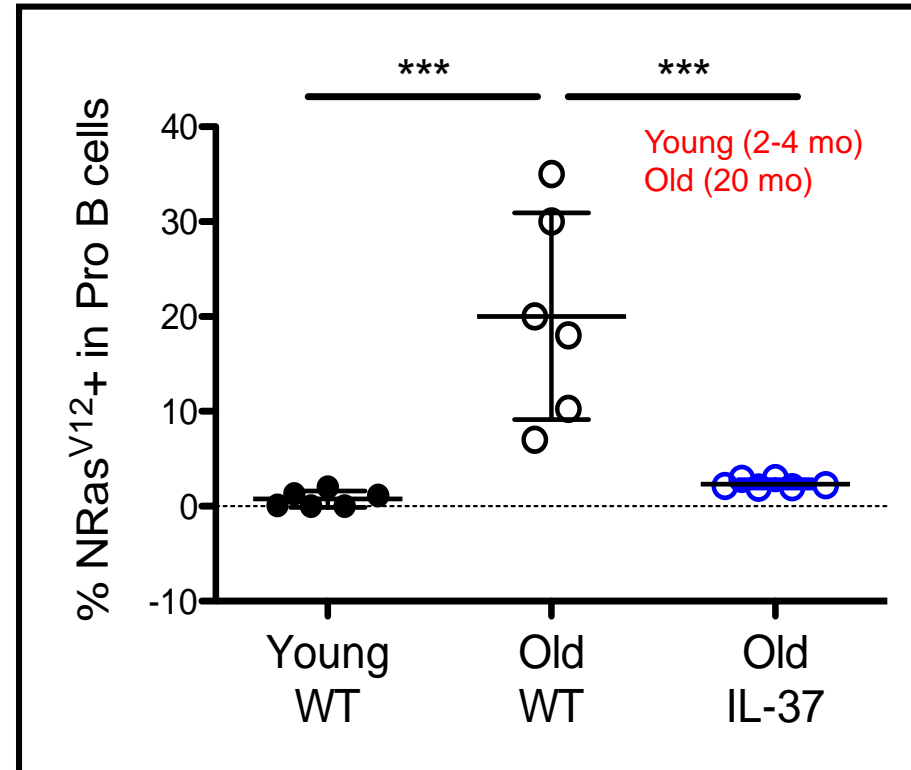 *** ***
Young (2-4 mo)
Old (20 mo)
% NRas^V12+ in Pro B cells
40
30
20
10
0
-10
Young
WT
Old
WT
Old
IL-37